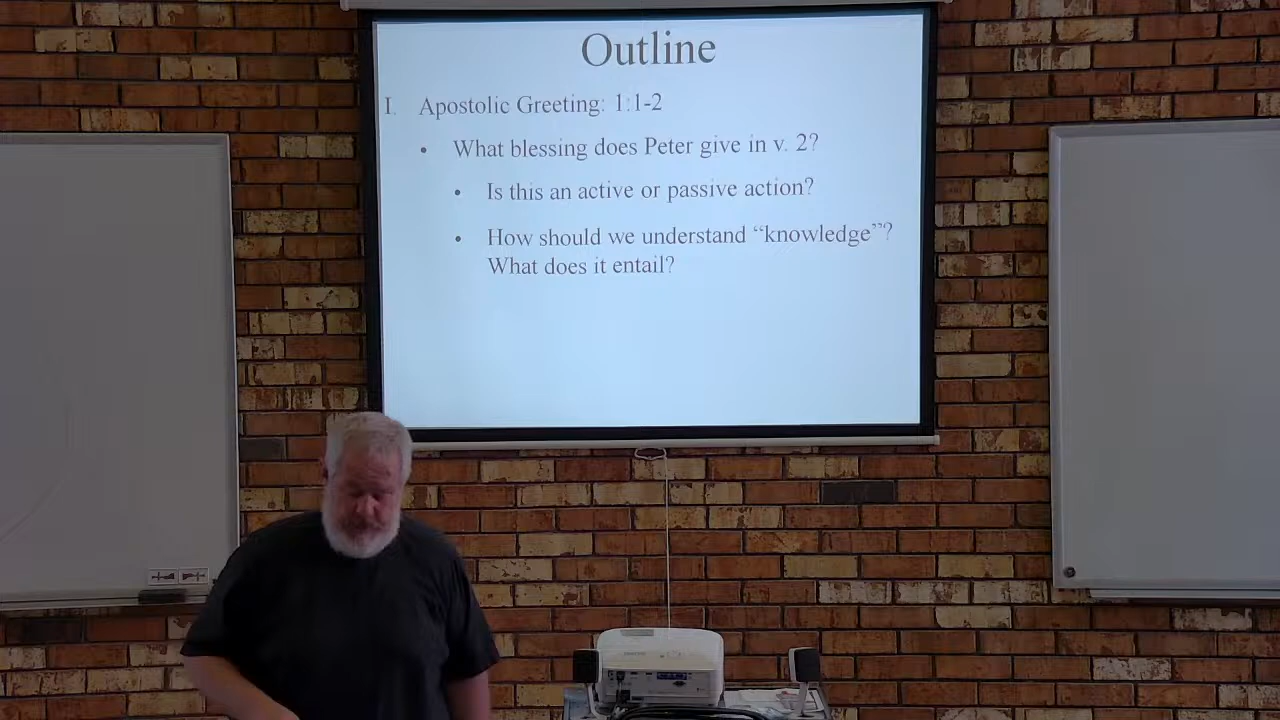 Outline
I. Apostolic Greeting: 1:1-2
• What blessing does Peter give in v. 2?
• Is this an active or passive action?
• How should we understand “knowledge”?
What does it entail?